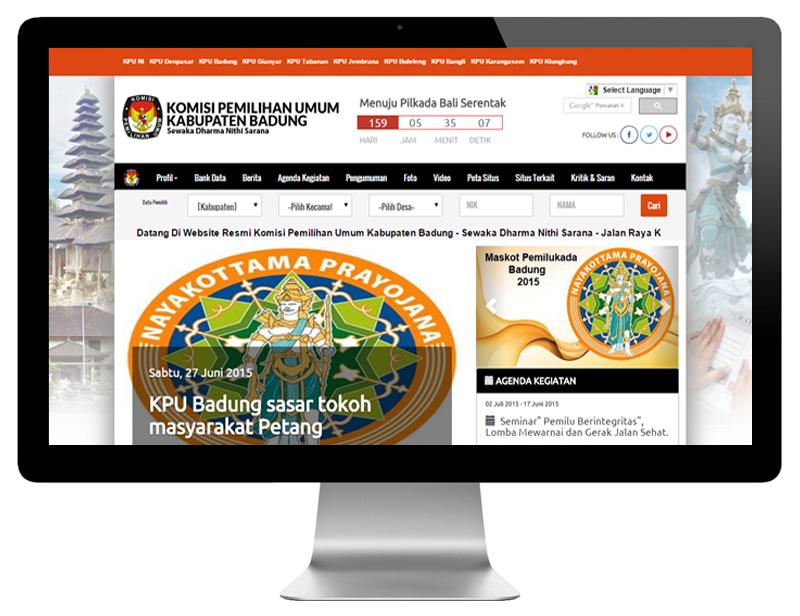 KPU RI KPU Denpasar KPU Badung KPU Gianyar KPU Tabanan KPU Jembrana KPU Buleleng KPU Bangli KPU Karangasem KPU Klungkung
Select Language ▼
KOMISI
PEMILIHAN UMUM
KOMISI PEMILIHAN UMUM
KABUPATEN BADUNG
Sewaka Dharma Nithi Sarana
Menuju Pilkada Bali Serentak
159 05 35 07
HARI JAM MENIT DETIK
FOLLOW US :
Profil Bank Data Berita Agenda Kegiatan Pengumuman Foto Video Peta Situs Situs Terkait Kritik & Saran Kontak
Data Pemilih [Kabupaten] --Pilih Kecamat --Pilih Desa-- NIK NAMA Cari
Datang Di Website Resmi Komisi Pemilihan Umum Kabupaten Badung - Sewaka Dharma Nithi Sarana - Jalan Raya K
NAYAKOTTAMA PRAYOJANA
Sabtu, 27 Juni 2015
KPU Badung sasar tokoh
masyarakat Petang
Maskot Pemilukada
Badung
2015
NAYAKOTTAMA PRAYOJANA
AGENDA KEGIATAN
02 Juli 2015 - 17 Juni 2015
Seminar" Pemilu Berintegritas",
Lomba Mewarnai dan Gerak Jalan Sehat.